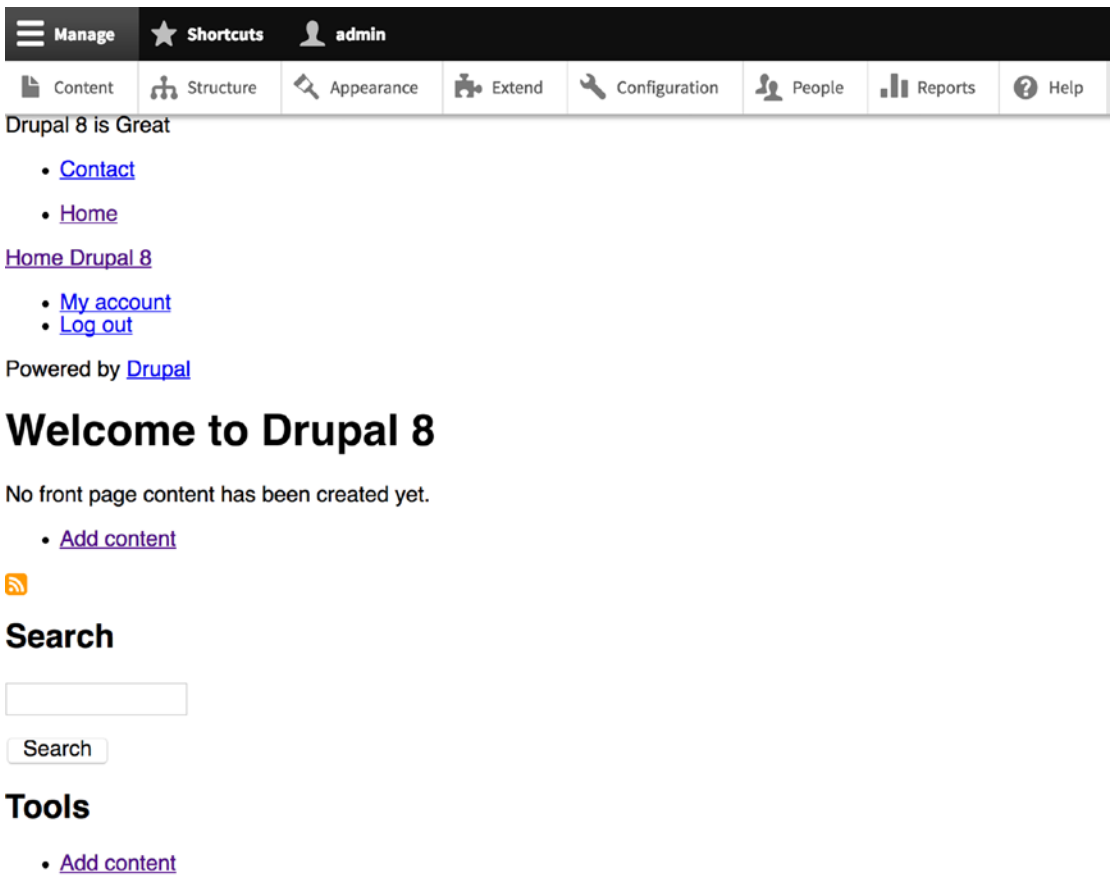 Manage Shortcuts admin
Content Structure Appearance Extend Configuration People Reports Help
Drupal 8 is Great
Contact
Home
Home Drupal 8
My account
Log out
Powered by Drupal
Welcome to Drupal 8
No front page content has been created yet.
Add content
Search
Search
Tools
Add content